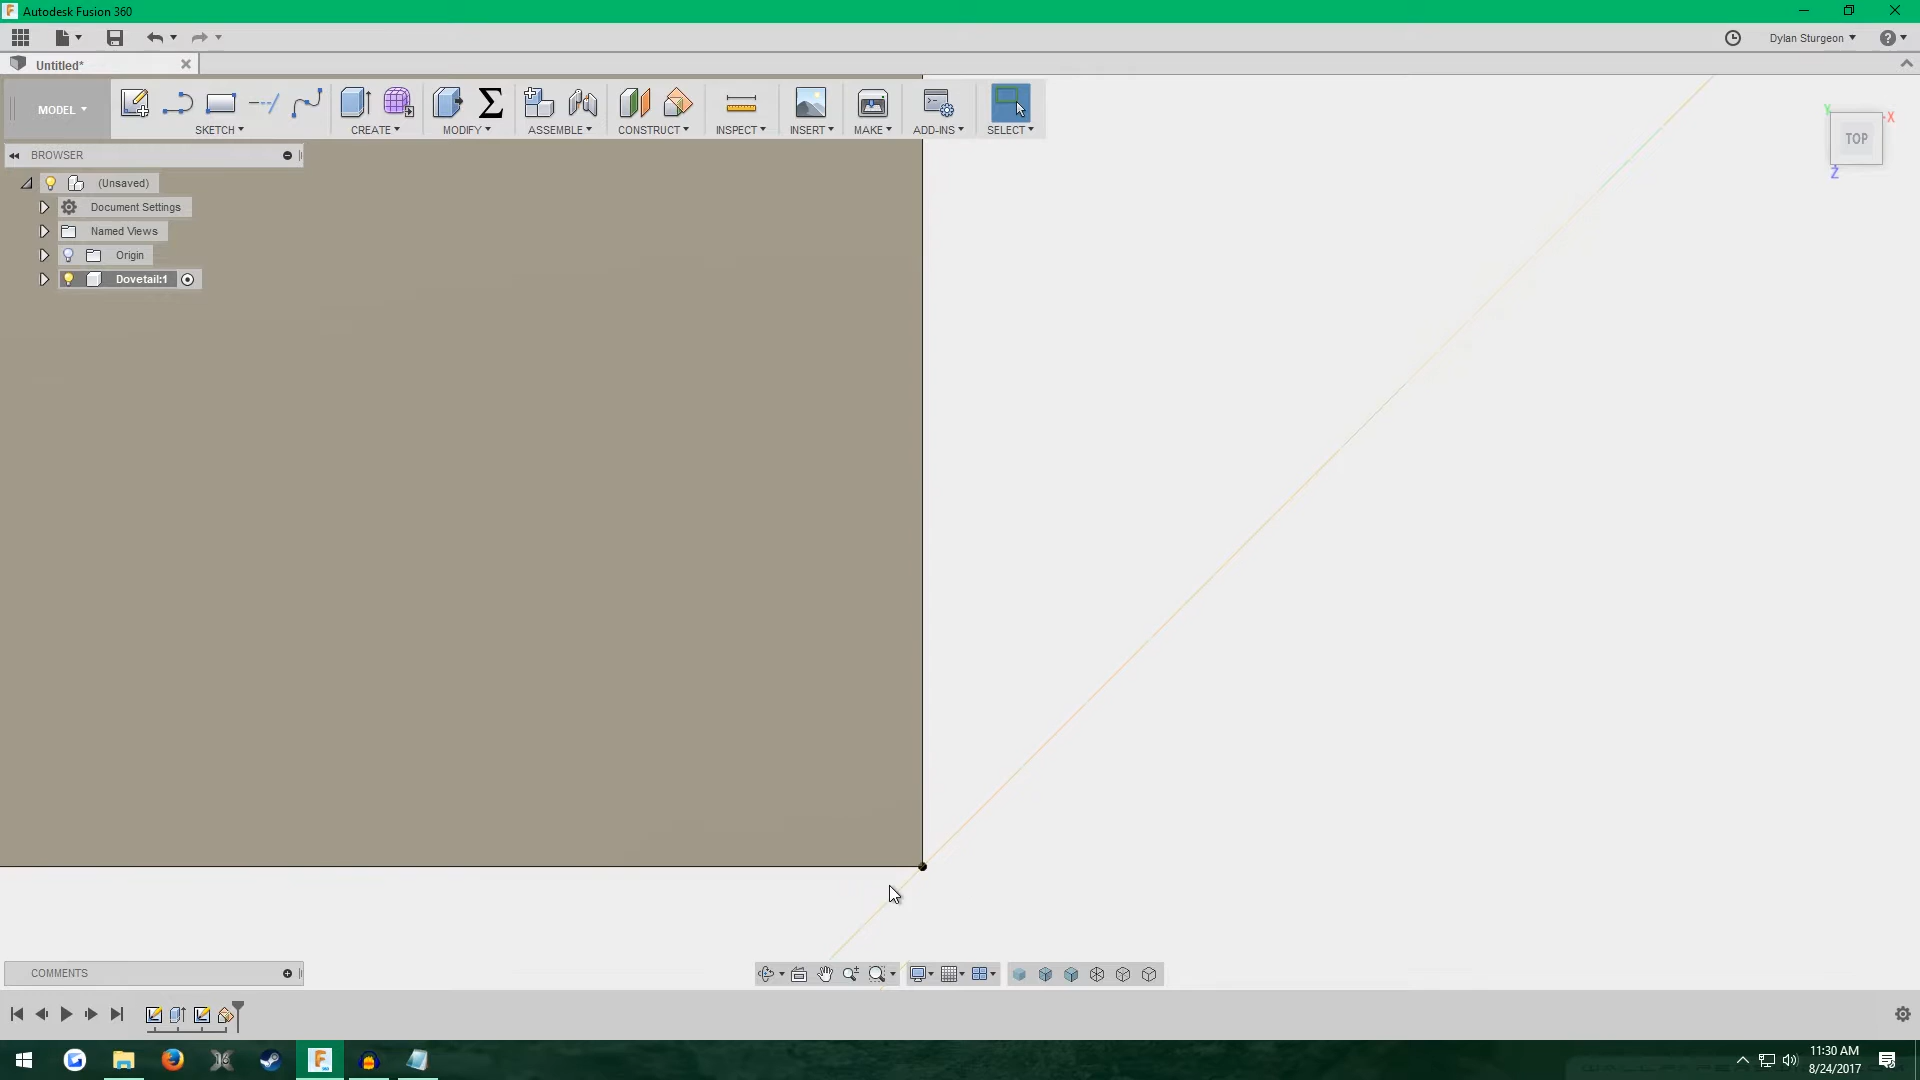 Autodesk Fusion 360
Dylan Sturgeon
Untitled*
MODEL
SKETCH
CREATE
MODIFY
ASSEMBLE
CONSTRUCT
INSPECT
INSERT
MAKE
ADD-INS
SELECT
Y
X
TOP
Z
BROWSER
(Unsaved)
Document Settings
Named Views
Origin
Dovetail:1
COMMENTS
11:30 AM
8/24/2017